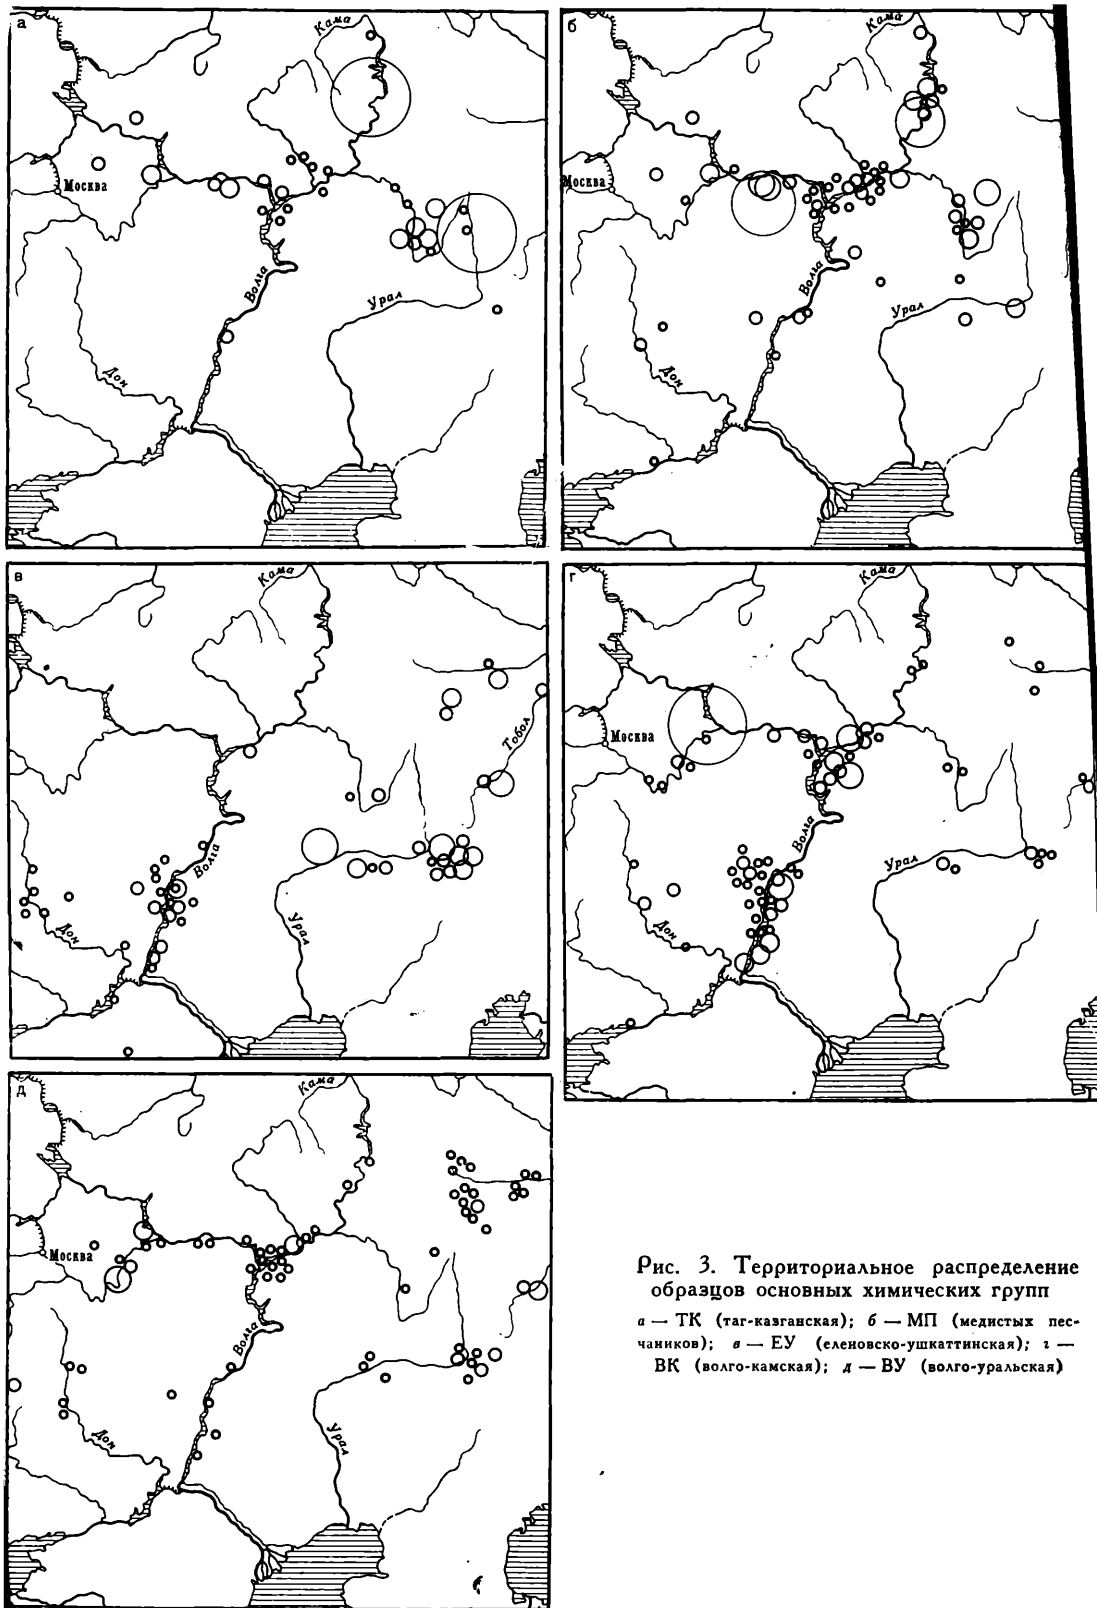 а
Кама
Москва
Волга
Урал
Дон
б
Кама
Москва
Волга
Урал
Дон
в
Кама
Тобол
Волга
Дон
Урал
г
Кама
Москва
Волга
Урал
Дон
д
Кама
Москва
Волга
Дон
Урал
Рис. 3. Территориальное распределение
образцов основных химических групп
а — ТК (таг-казганская); б — МП (медистых пес-
чаников); в — ЕУ (еленовско-ушкаттинская); г —
ВК (волго-камская); д — ВУ (волго-уральская)